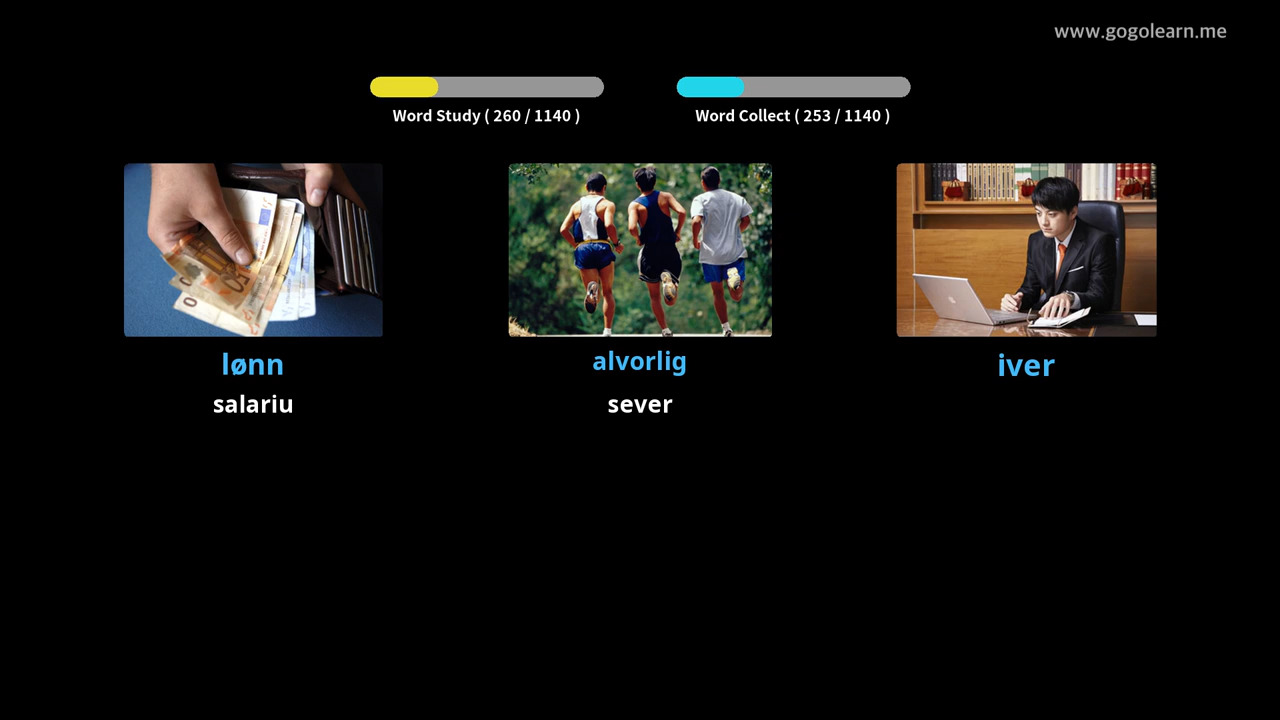 www.gogolearn.me
Word Study ( 260 / 1140 )
Word Collect ( 253 / 1140 )
lønn
salariu
alvorlig
sever
iver